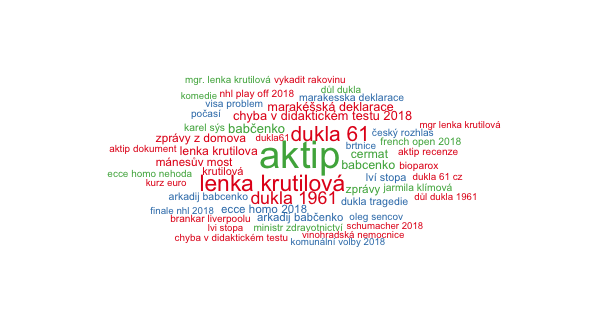 mgr. lenka krutilová vykadit rakovinu
komedie nhl play off 2018 důl dukla
visa problem marakesska deklarace
počasí marakéšská deklarace
chyba v didaktickém testu 2018
karel sýs babčenko dukla 61 český rozhlas mgr lenka krutilová
zprávy z domova dukla61 french open 2018
aktip dokument lenka krutilova aktip brtnice cermat aktip recenze
mánesův most babcenko bioparox
ecce homo nehoda krutilová lví stopa dukla 61 cz
kurz euro lenka krutilová zprávy jarmila klímová
arkadij babcenko dukla 1961 dukla tragedie důl dukla 1961
finale nhl 2018 ecce homo 2018
brankar liverpoolu arkadij babčenko oleg sencov
lvi stopa ministr zdravotnictví schumacher 2018
chyba v didaktickém testu vinohradská nemocnice
komunální volby 2018